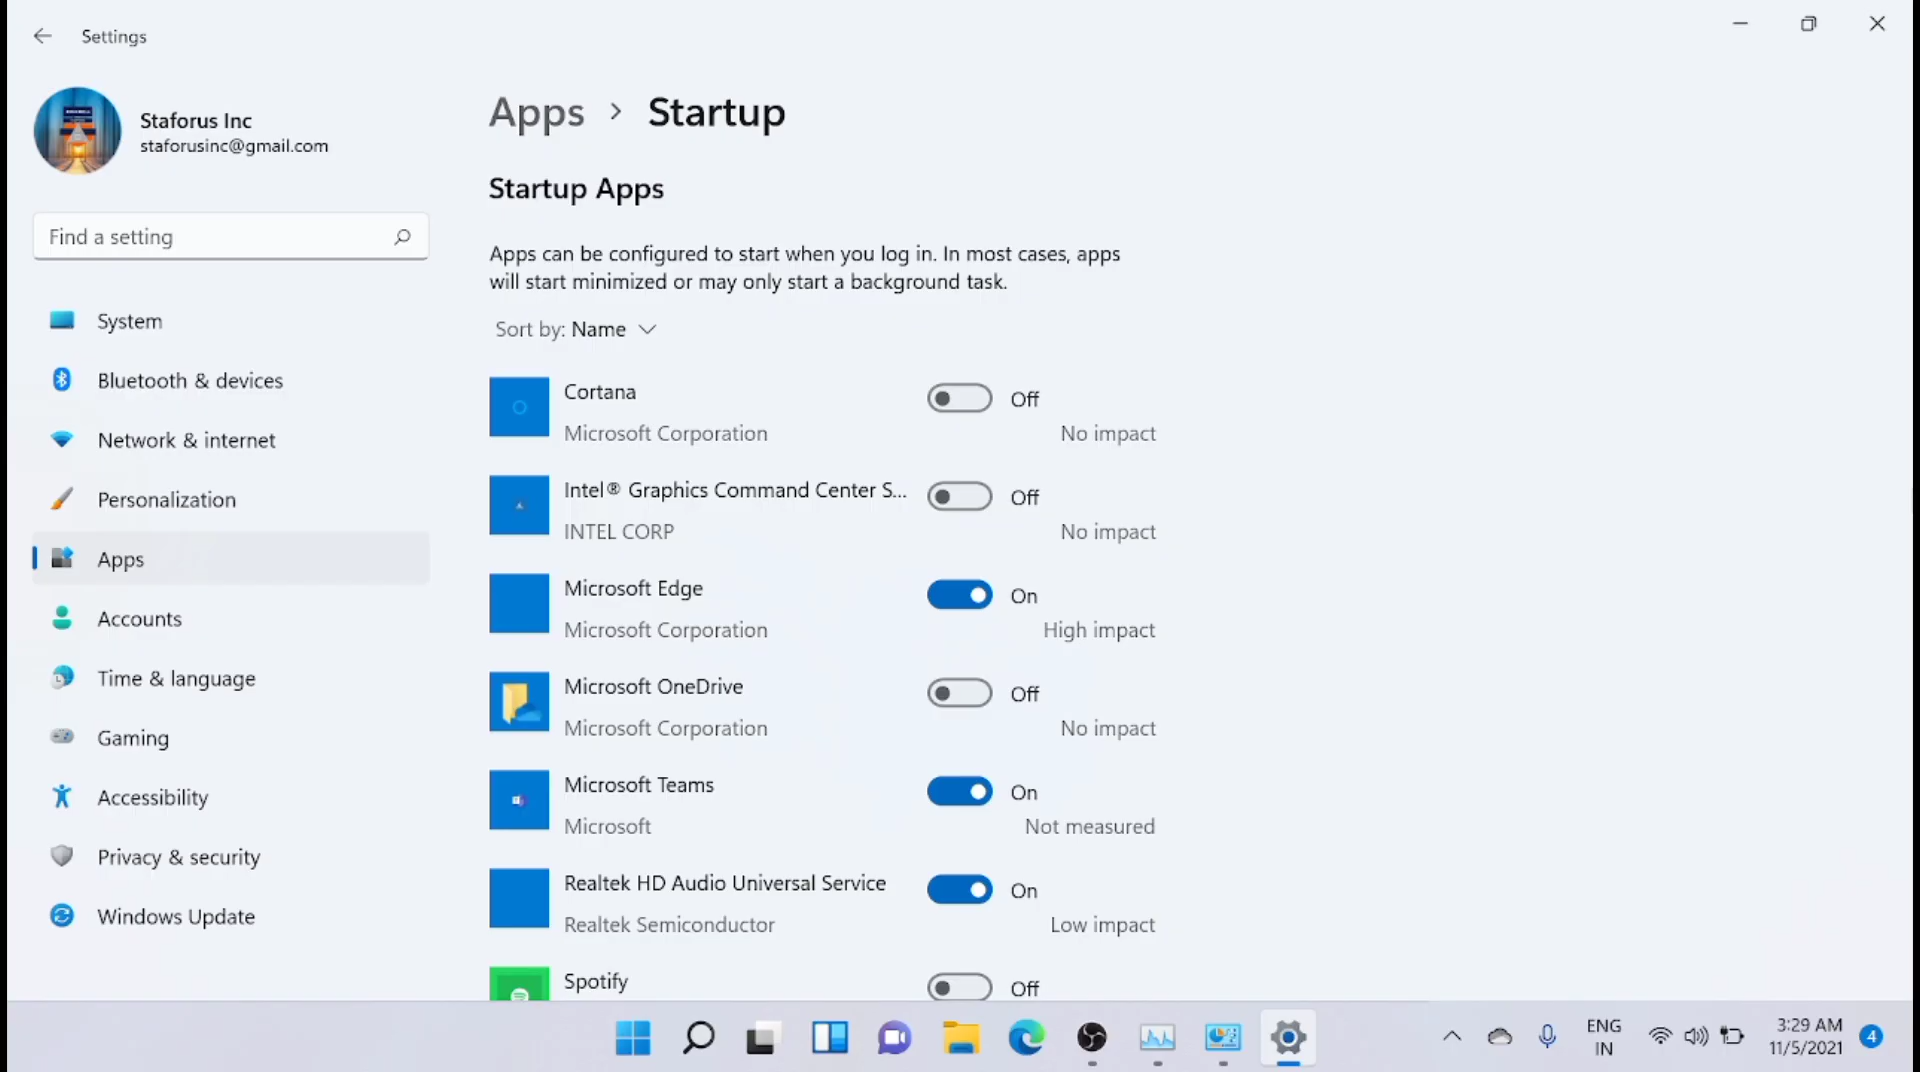 Settings
Staforus Inc
staforusinc@gmail.com
Find a setting
System
Bluetooth & devices
Network & internet
Personalization
Apps
Accounts
Time & language
Gaming
Accessibility
Privacy & security
Windows Update
Apps > Startup
Startup Apps
Apps can be configured to start when you log in. In most cases, apps
will start minimized or may only start a background task.
Sort by: Name
Cortana
Off
Microsoft Corporation
No impact
Intel® Graphics Command Center S...
Off
INTEL CORP
No impact
Microsoft Edge
On
Microsoft Corporation
High impact
Microsoft OneDrive
Off
Microsoft Corporation
No impact
Microsoft Teams
On
Microsoft
Not measured
Realtek HD Audio Universal Service
On
Realtek Semiconductor
Low impact
Spotify
Off
ENG
IN
3:29 AM
11/5/2021
4